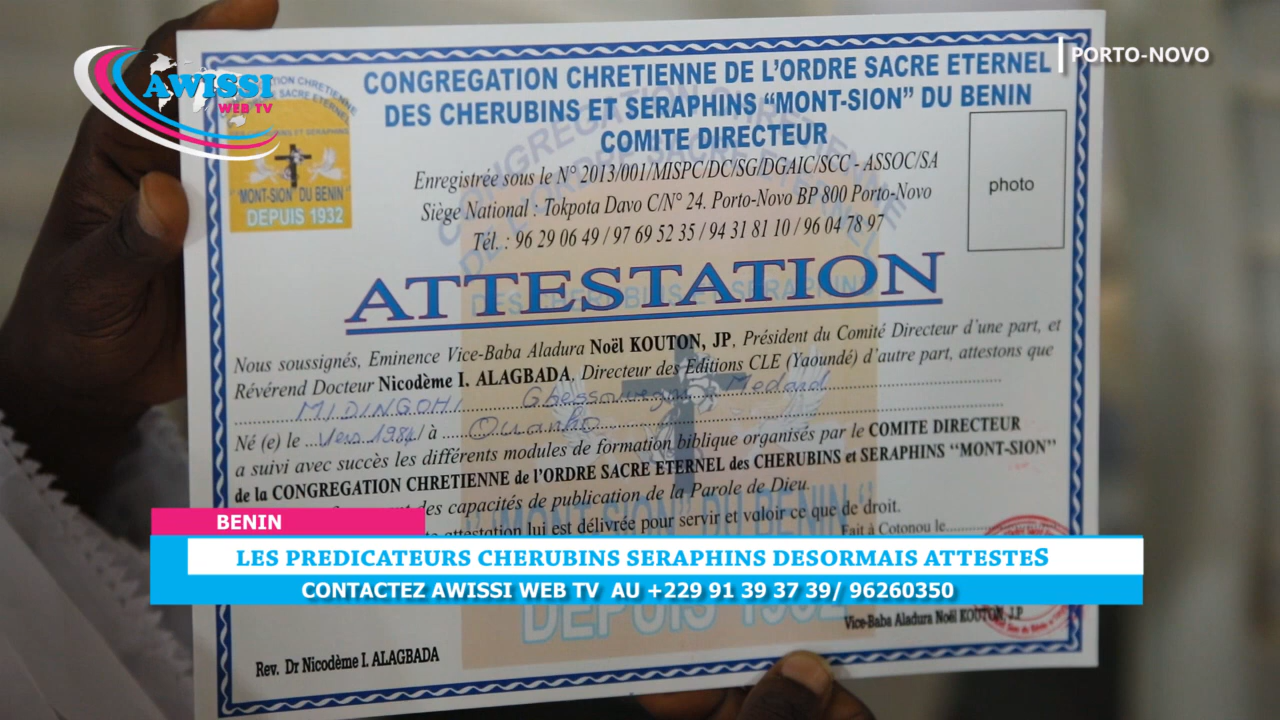 AWISSI
WEB TV
PORTO-NOVO
CONGREGATION CHRETIENNE DE L'ORDRE SACRE ETERNEL
DES CHERUBINS ET SERAPHINS “MONT-SION” DU BENIN
COMITE DIRECTEUR
Enregistrée sous le N° 2013/001/MISPC/DC/SG/DGAIC/SCC - ASSOC/SA
Siège National : Tokpota Davo C/N° 24. Porto-Novo BP 800 Porto-Novo
Tél. : 96 29 06 49 / 97 69 52 35 / 94 31 81 10 / 96 04 78 97
"MONT-SION" DU BENIN"
DEPUIS 1932
photo
ATTESTATION
Nous soussignés, Eminence Vice-Baba Aladura Noël KOUTON, JP, Président du Comité Directeur d'une part, et
Révérend Docteur Nicodème I. ALAGBADA, Directeur des Editions CLE (Yaoundé) d'autre part, attestons que
MIDINGOHI Medard
Né (e) le Vers 1984 / à
a suivi avec succès les différents modules de formation biblique organisés par le COMITE DIRECTEUR
de la CONGREGATION CHRETIENNE de l'ORDRE SACRE ETERNEL des CHERUBINS et SERAPHINS “MONT-SION”
des capacités de publication de la Parole de Dieu.
attestation lui est délivrée pour servir et valoir ce que de droit.
Fait à Cotonou le
BENIN
LES PREDICATEURS CHERUBINS SERAPHINS DESORMAIS ATTESTES
CONTACTEZ AWISSI WEB TV AU +229 91 39 37 39/ 96260350
DEPUIS 1932
Vice-Baba Aladura Noël KOUTON, J.P
Rev. Dr Nicodème I. ALAGBADA